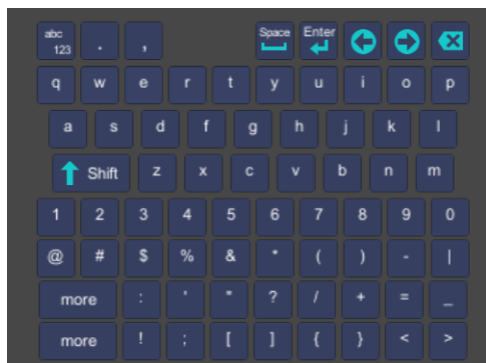 abc 123 . , Space Enter
q w e r t y u i o p
a s d f g h j k l
Shift z x c v b n m
1 2 3 4 5 6 7 8 9 0
@ # $ % & * ( ) - |
more : ' " ? / + = _
more ! ; [ ] { } < >